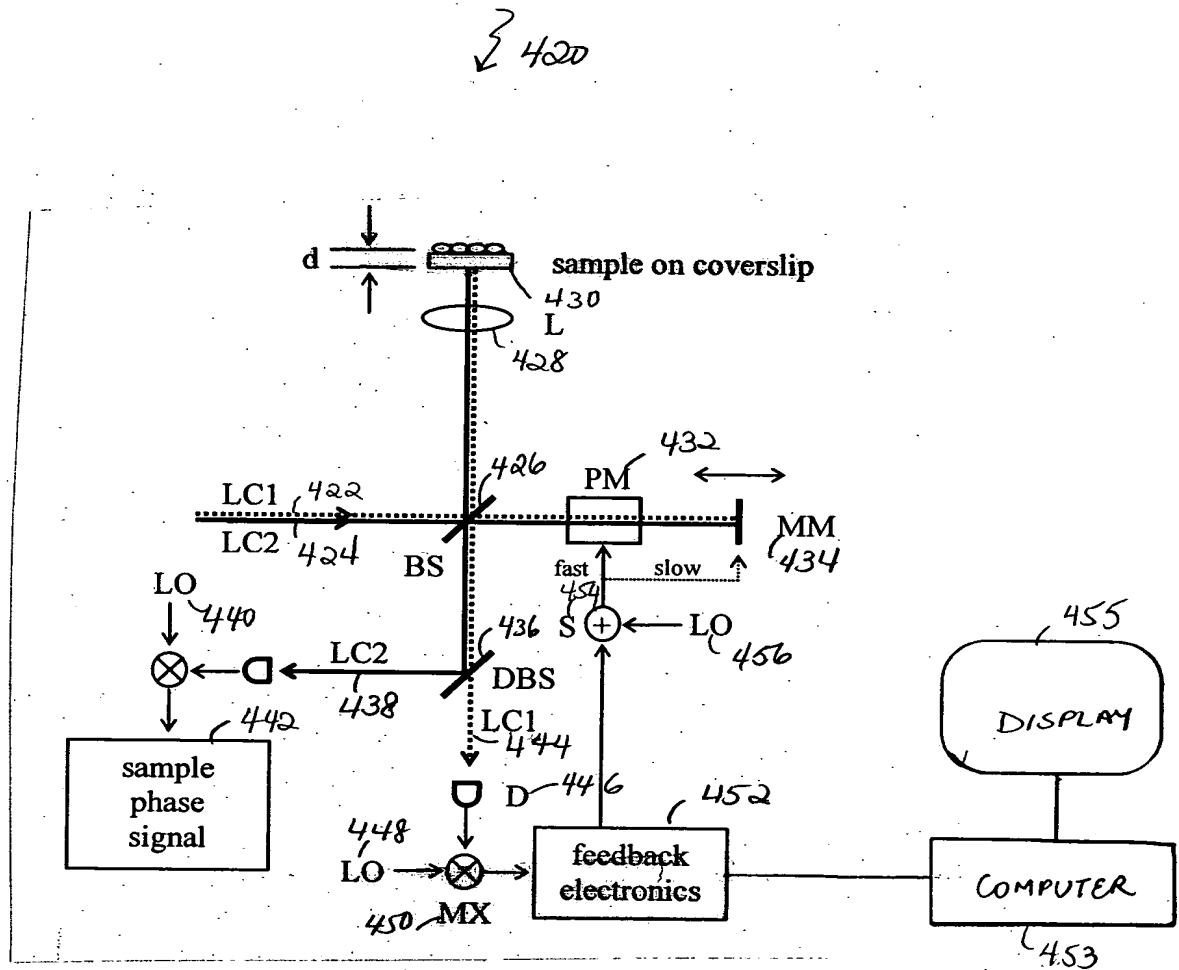 420
d
sample on coverslip
430
L
428
432
PM
426
LC1 422
LC2 424
MM
434
BS
fast
slow
454
S + LO
456
LO
440
436
LC2
DBS
438
455
DISPLAY
LC1
444
442
sample
phase
signal
D 446
452
448
LO
feedback
electronics
450 MX
COMPUTER
453